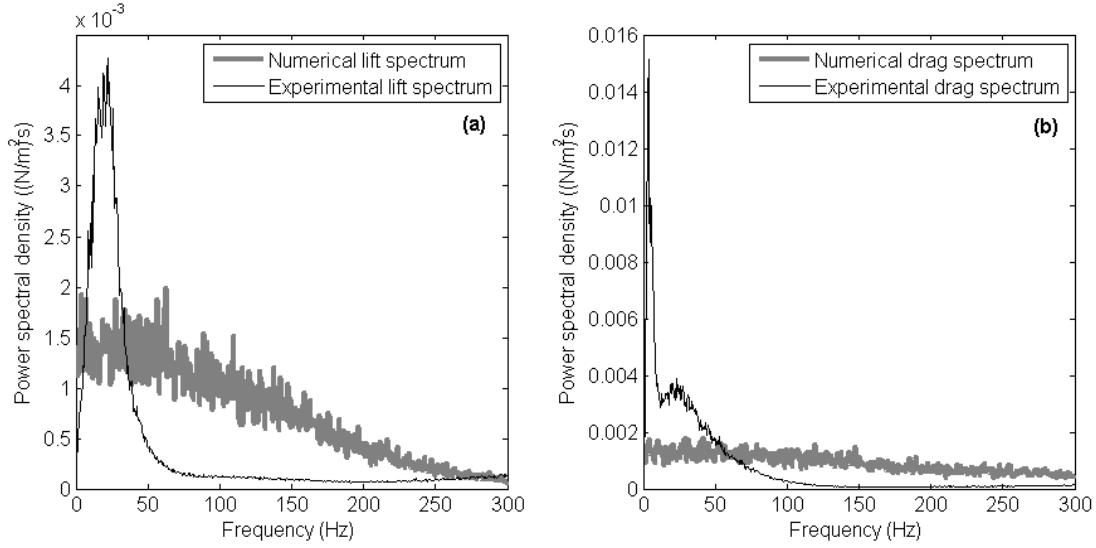 x 10⁻³
Numerical lift spectrum
Experimental lift spectrum
(a)
4
3.5
3
2.5
2
1.5
1
0.5
0
0 50 100 150 200 250 300
Power spectral density ((N/m²)²s)
Frequency (Hz)
0.016
Numerical drag spectrum
Experimental drag spectrum
(b)
0.014
0.012
0.01
0.008
0.006
0.004
0.002
0.000
0 50 100 150 200 250 300
Power spectral density ((N/m²)²s)
Frequency (Hz)